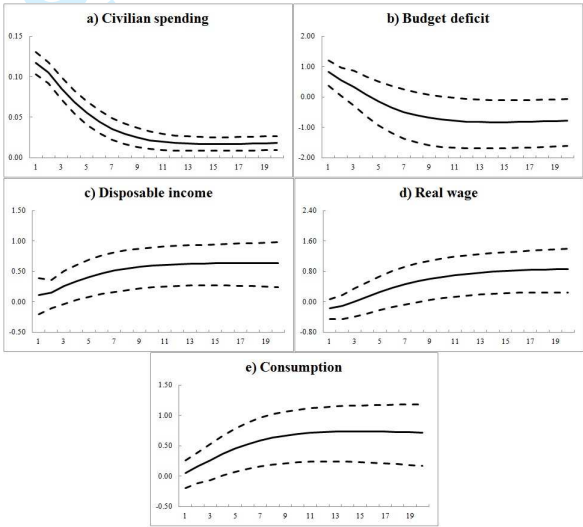 a) Civilian spending
0.15
0.10
0.05
0.00
1 3 5 7 9 11 13 15 17 19
b) Budget deficit
2.00
1.00
0.00
-1.00
-2.00
1 3 5 7 9 11 13 15 17 19
c) Disposable income
1.50
1.00
0.50
0.00
-0.50
1 3 5 7 9 11 13 15 17 19
d) Real wage
2.40
1.60
0.80
0.00
-0.80
1 3 5 7 9 11 13 15 17 19
e) Consumption
1.50
1.00
0.50
0.00
-0.50
1 3 5 7 9 11 13 15 17 19